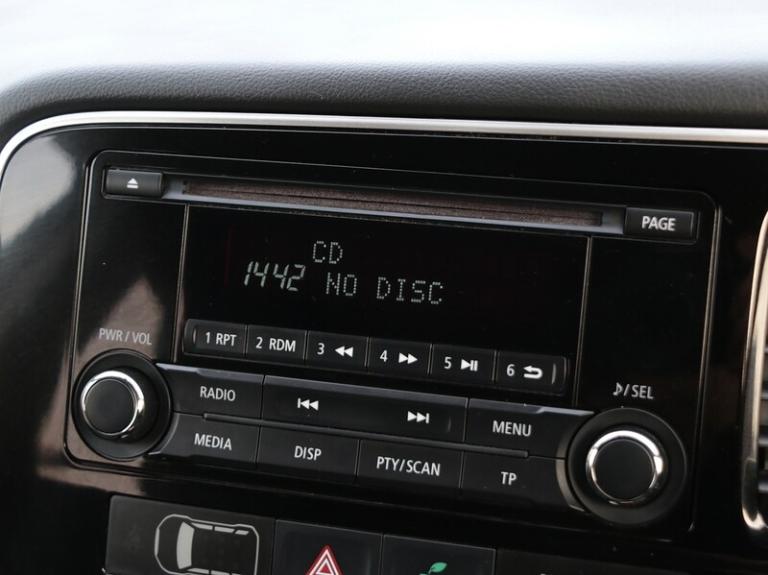 PAGE
CD
1442 NO DISC
PWR/VOL
1 RPT 2 RDM 3 4 5 6
♪/SEL
RADIO MENU
MEDIA DISP PTY/SCAN TP